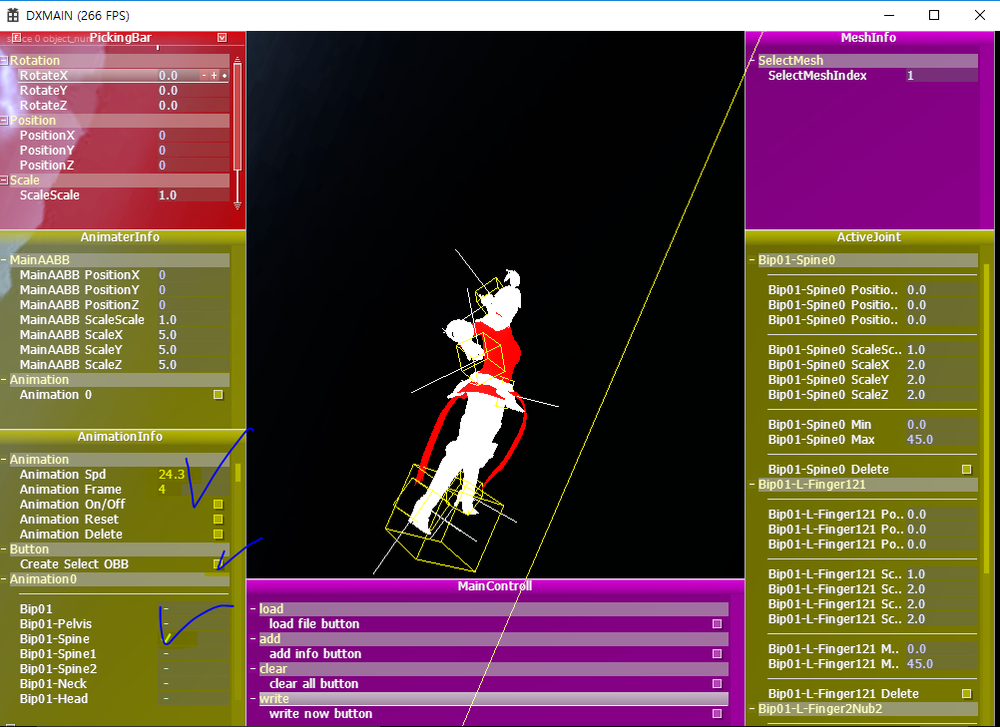 DXMAIN (266 FPS)
PickingBar
Rotation
RotateX 0.0
RotateY 0.0
RotateZ 0.0
Position
PositionX 0
PositionY 0
PositionZ 0
Scale
ScaleScale 1.0
AnimaterInfo
MainAABB
MainAABB PositionX 0
MainAABB PositionY 0
MainAABB PositionZ 0
MainAABB ScaleScale 1.0
MainAABB ScaleX 5.0
MainAABB ScaleY 5.0
MainAABB ScaleZ 5.0
Animation
Animation 0
AnimationInfo
Animation
Animation Spd 24.3
Animation Frame 4
Animation On/Off
Animation Reset
Animation Delete
Button
Create Select OBB
Animation0
Bip01 -
Bip01-Pelvis -
Bip01-Spine
Bip01-Spine1 -
Bip01-Spine2 -
Bip01-Neck -
Bip01-Head -
MainControll
load
load file button
add
add info button
clear
clear all button
write
write now button
MeshInfo
SelectMesh
SelectMeshIndex 1
ActiveJoint
Bip01-Spine0
Bip01-Spine0 Positio.. 0.0
Bip01-Spine0 Positio.. 0.0
Bip01-Spine0 Positio.. 0.0
Bip01-Spine0 ScaleSc.. 1.0
Bip01-Spine0 ScaleX 2.0
Bip01-Spine0 ScaleY 2.0
Bip01-Spine0 ScaleZ 2.0
Bip01-Spine0 Min 0.0
Bip01-Spine0 Max 45.0
Bip01-Spine0 Delete
Bip01-L-Finger121
Bip01-L-Finger121 Po.. 0.0
Bip01-L-Finger121 Po.. 0.0
Bip01-L-Finger121 Po.. 0.0
Bip01-L-Finger121 Sc.. 1.0
Bip01-L-Finger121 Sc.. 2.0
Bip01-L-Finger121 Sc.. 2.0
Bip01-L-Finger121 Sc.. 2.0
Bip01-L-Finger121 M.. 0.0
Bip01-L-Finger121 M.. 45.0
Bip01-L-Finger121 Delete
Bip01-L-Finger2Nub2